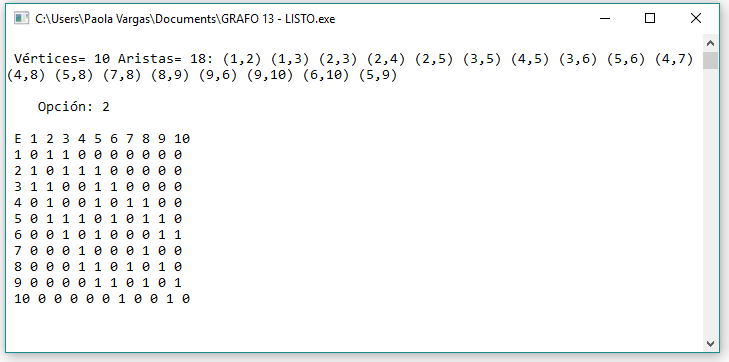 C:\Users\Paola Vargas\Documents\GRAFO 13 - LISTO.exe
Vértices= 10 Aristas= 18: (1,2) (1,3) (2,3) (2,4) (2,5) (3,5) (4,5) (3,6) (5,6) (4,7)
(4,8) (5,8) (7,8) (8,9) (9,6) (9,10) (6,10) (5,9)
Opción: 2
E 1 2 3 4 5 6 7 8 9 10
1 0 1 1 0 0 0 0 0 0 0
2 1 0 1 1 1 0 0 0 0 0
3 1 1 0 0 1 1 0 0 0 0
4 0 1 0 0 1 0 1 1 0 0
5 0 1 1 1 0 1 0 1 1 0
6 0 0 1 0 1 0 0 0 1 1
7 0 0 0 1 0 0 0 1 0 0
8 0 0 0 1 1 0 1 0 1 0
9 0 0 0 0 1 1 0 1 0 1
10 0 0 0 0 0 1 0 0 1 0